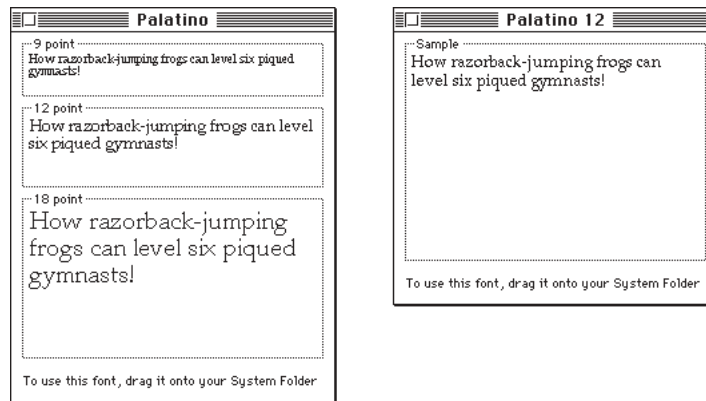 Palatino
9 point
How razorback-jumping frogs can level six piqued
gymnasts!
12 point
How razorback-jumping frogs can level
six piqued gymnasts!
18 point
How razorback-jumping
frogs can level six piqued
gymnasts!
To use this font, drag it onto your System Folder
Palatino 12
Sample
How razorback-jumping frogs can
level six piqued gymnasts!
To use this font, drag it onto your System Folder